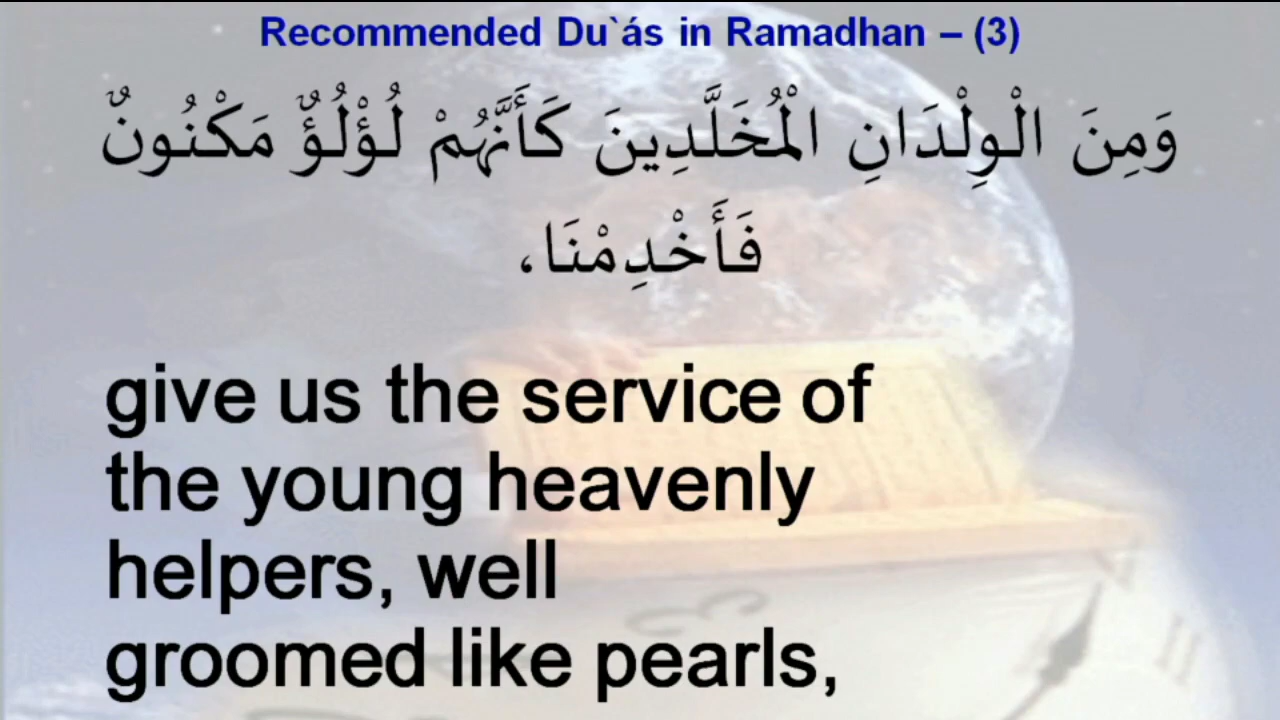 Recommended Du`ás in Ramadhan – (3)
وَمِنَ الْوِلْدَانِ الْمُخَلَّدِينَ كَأَنَّهُمْ لُؤْلُؤٌ مَكْنُونٌ
فَأَخْدِمْنَا،
give us the service of
the young heavenly
helpers, well
groomed like pearls,